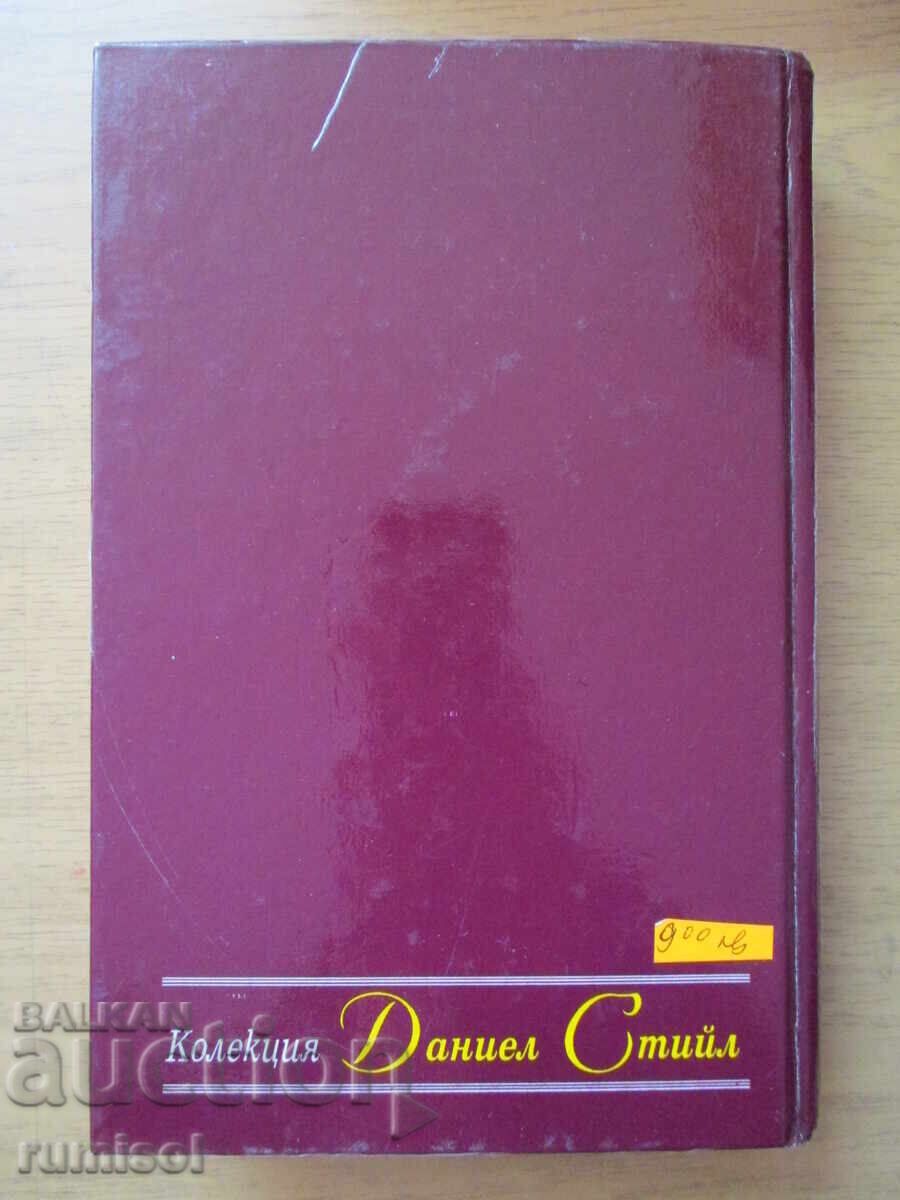 9⁰⁰ лв
Колекция Даниел Стийл
BALKAN
auction
rumisol